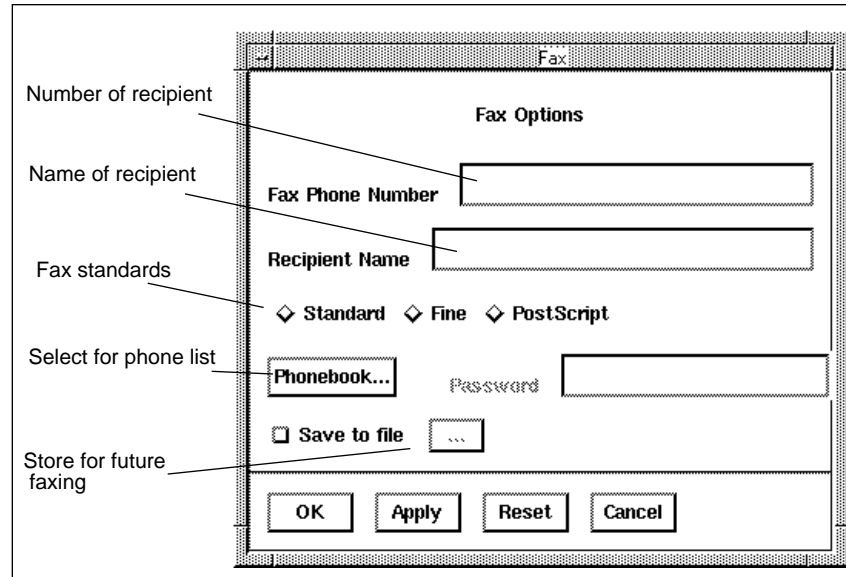 Fax
Number of recipient
Fax Options
Name of recipient
Fax Phone Number
Recipient Name
Fax standards
Standard Fine PostScript
Select for phone list
Phonebook... Password
Save to file ...
Store for future
faxing
OK Apply Reset Cancel